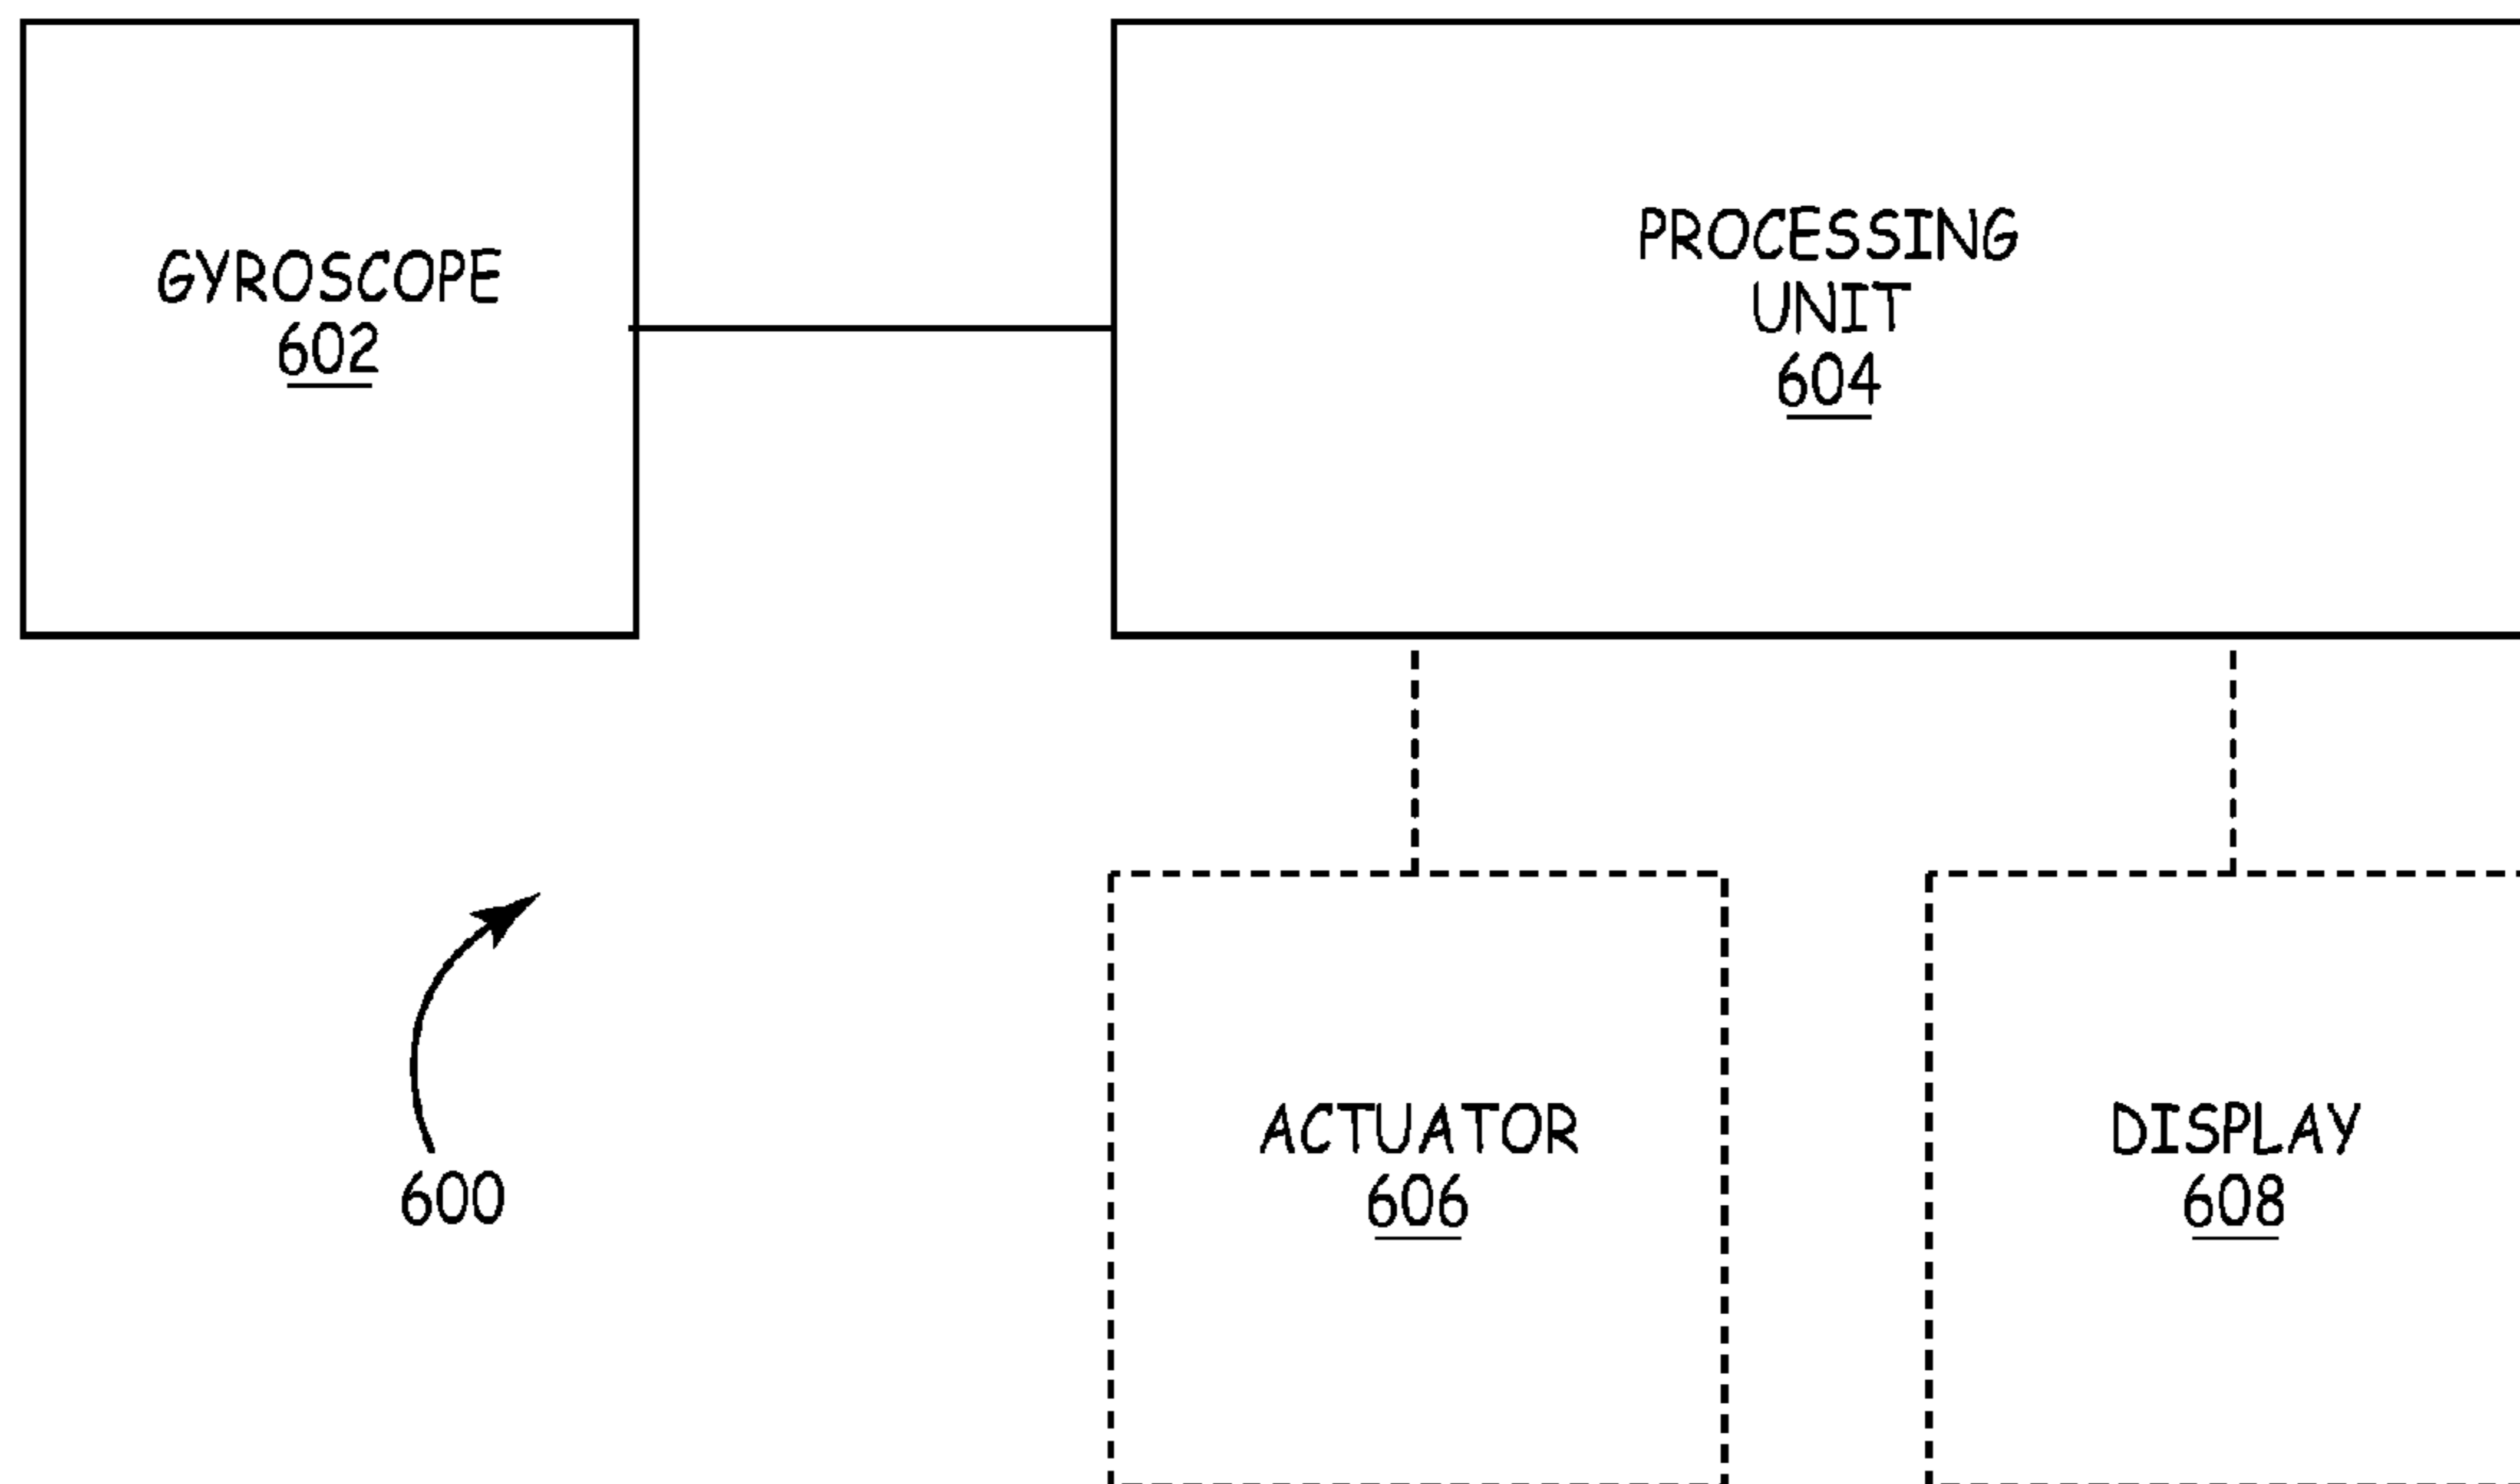 GYROSCOPE
602
PROCESSING
UNIT
604
600
ACTUATOR
606
DISPLAY
608